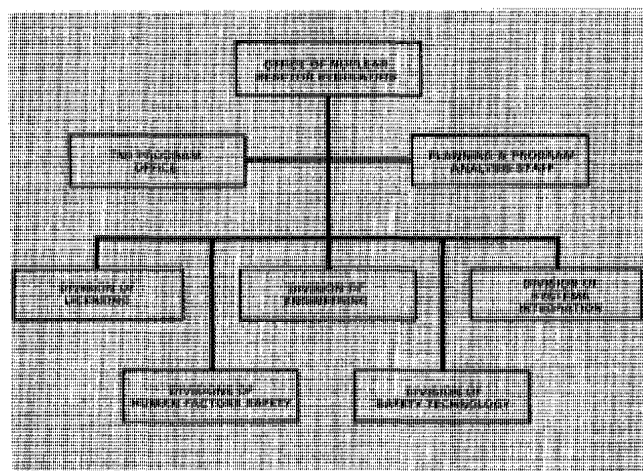 OFFICE OF NUCLEAR
REACTOR REGULATION
TMI PROGRAM
OFFICE
PLANNING & PROGRAM
ANALYSIS STAFF
DIVISION OF
LICENSING
DIVISION OF
ENGINEERING
DIVISION OF
SYSTEMS
INTEGRATION
DIVISIONS OF
HUMAN FACTORS SAFETY
DIVISION OF
SAFETY TECHNOLOGY